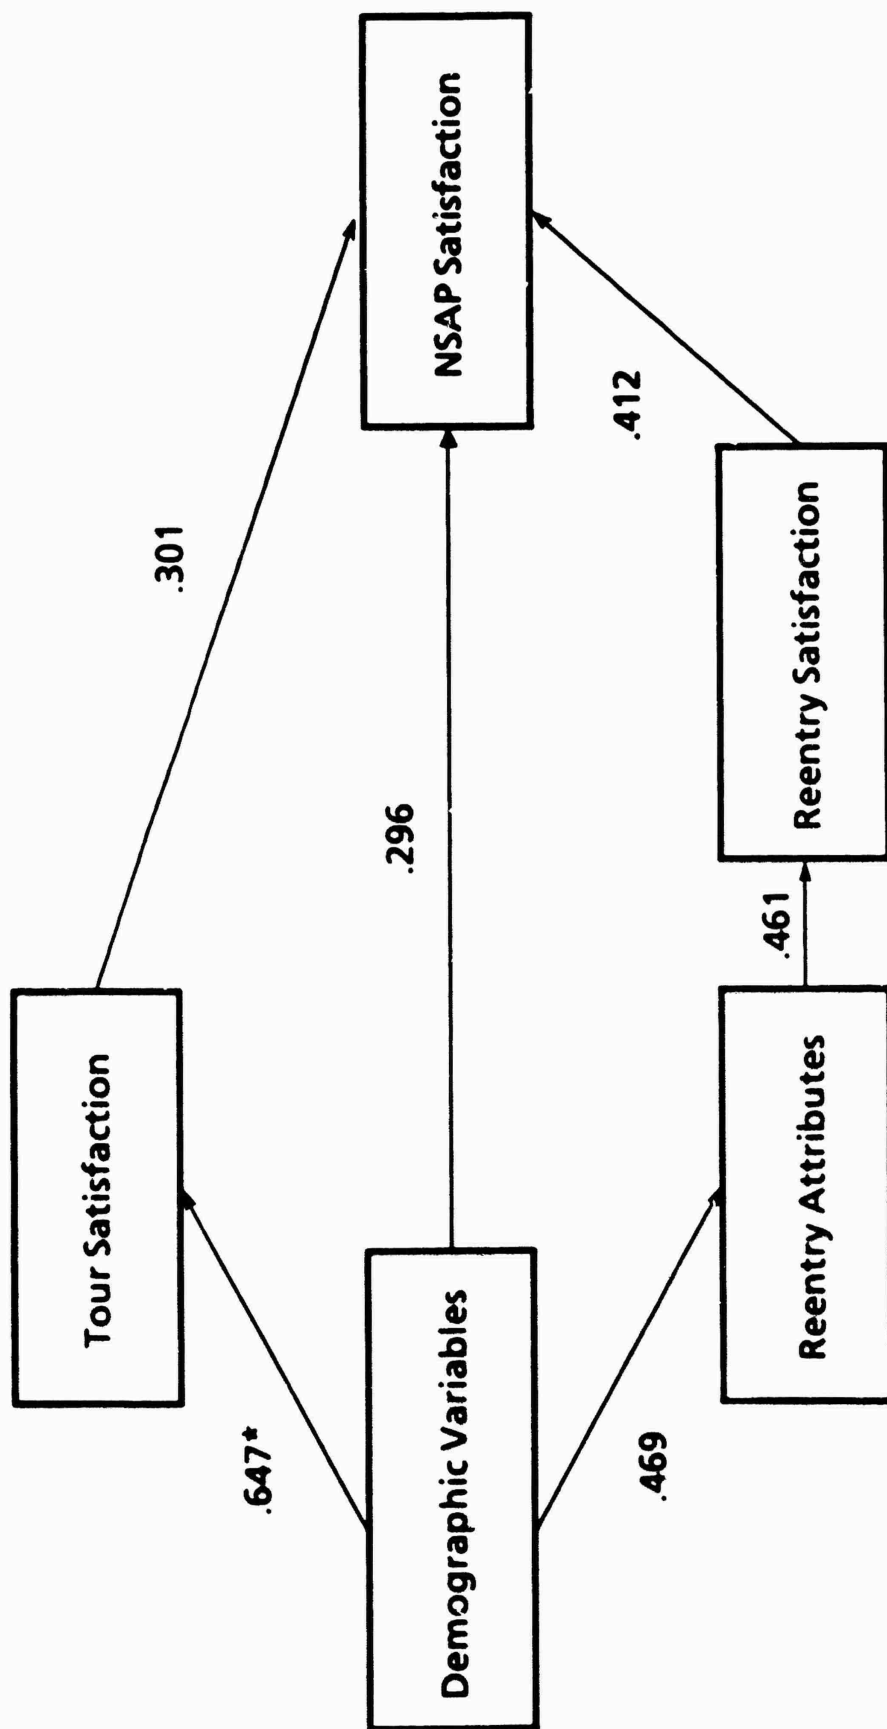 Tour Satisfaction
.301
.647*
Demographic Variables
.296
NSAP Satisfaction
.469
.412
Reentry Attributes
.461
Reentry Satisfaction